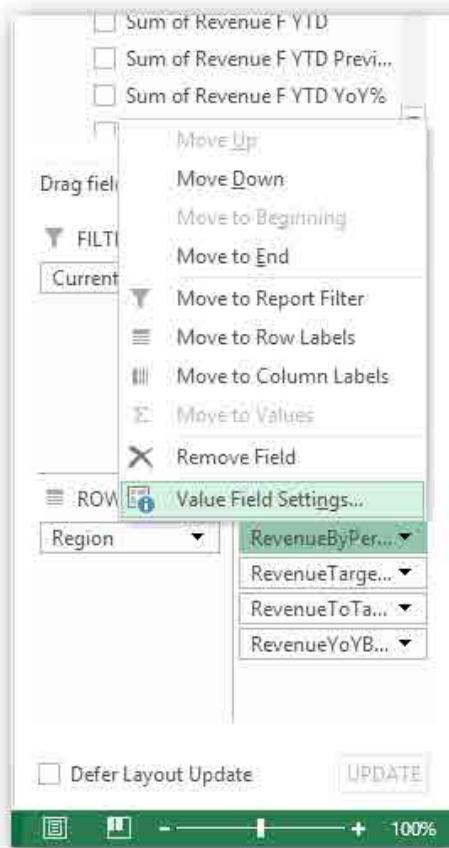 Sum of Revenue F YTD
Sum of Revenue F YTD Previ...
Sum of Revenue F YTD YoY%
Move Up
Drag fiel
Move Down
Move to Beginning
FILT
Move to End
Current
Move to Report Filter
Move to Row Labels
Move to Column Labels
Σ Move to Values
Remove Field
ROW
Value Field Settings...
Region
RevenueByPer...
RevenueTarge...
RevenueToTa...
RevenueYoYB...
Defer Layout Update
UPDATE
100%